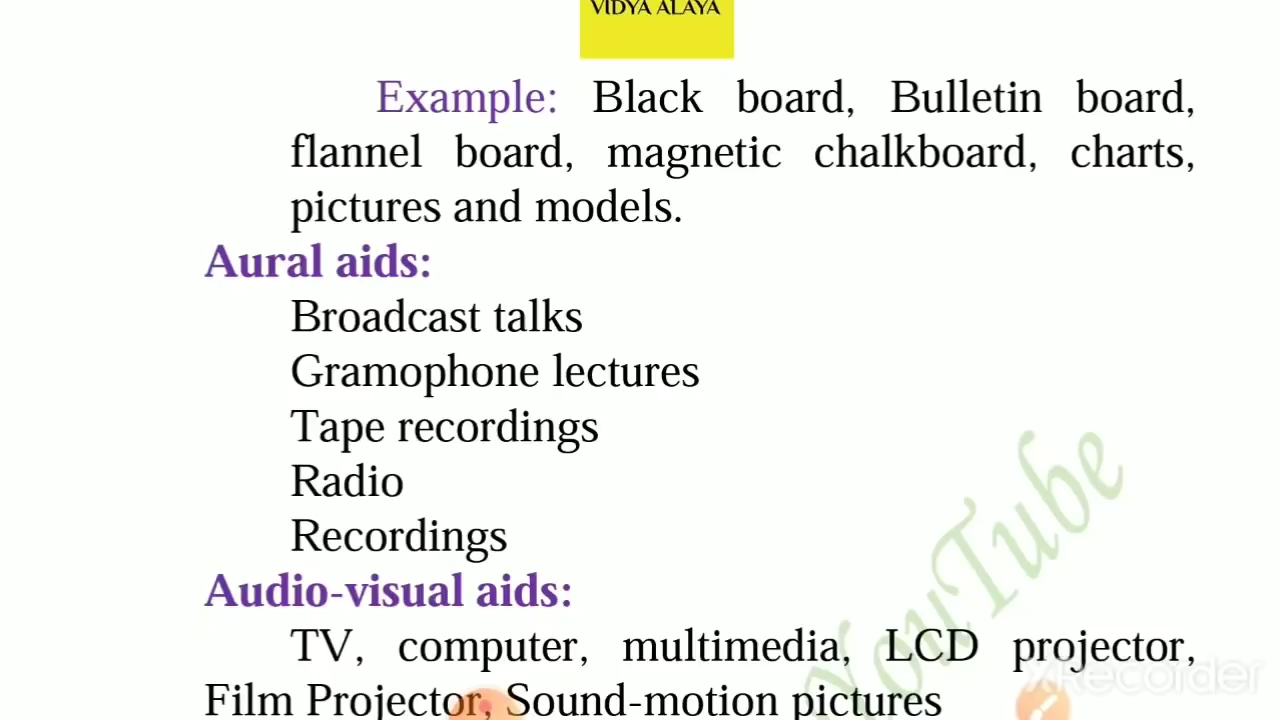 VIDYA ALAYA
Example: Black board, Bulletin board,
flannel board, magnetic chalkboard, charts,
pictures and models.
Aural aids:
Broadcast talks
Gramophone lectures
Tape recordings
Radio
Recordings
Audio-visual aids:
TV, computer, multimedia, LCD projector,
Film Projector, Sound-motion pictures
YouTube
XRecorder